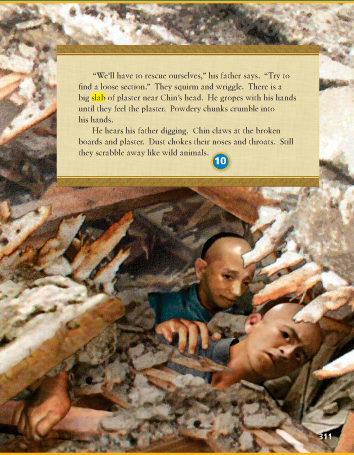 “We’ll have to rescue ourselves,” his father says. “Try to
find a loose section.” They squirm and wriggle. There is a
big slab of plaster near Chin’s head. He gropes with his hands
until they feel the plaster. Powdery chunks crumble into
his hands.
He hears his father digging. Chin claws at the broken
boards and plaster. Dust chokes their noses and throats. Still
they scrabble away like wild animals.
10
311